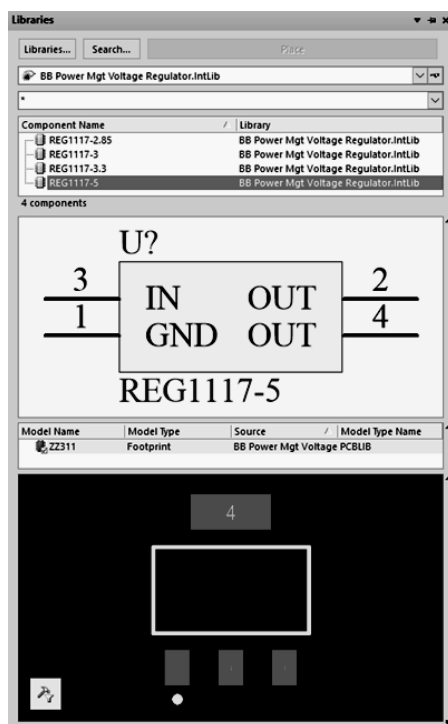 Libraries
Libraries... Search... Place
BB Power Mgt Voltage Regulator.IntLib
*
Component Name / Library
REG1117-2.85 BB Power Mgt Voltage Regulator.IntLib
REG1117-3 BB Power Mgt Voltage Regulator.IntLib
REG1117-3.3 BB Power Mgt Voltage Regulator.IntLib
REG1117-5 BB Power Mgt Voltage Regulator.IntLib
4 components
U?
3 IN OUT 2
1 GND OUT 4
REG1117-5
Model Name Model Type Source / Model Type Name
ZZ311 Footprint BB Power Mgt Voltage PCBLIB
4